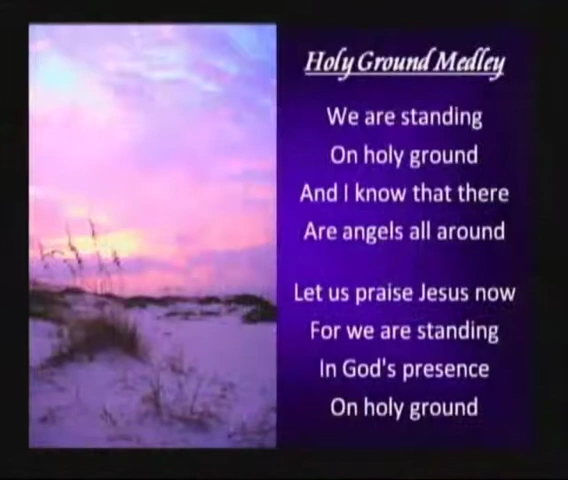 Holy Ground Medley
We are standing
On holy ground
And I know that there
Are angels all around
Let us praise Jesus now
For we are standing
In God's presence
On holy ground